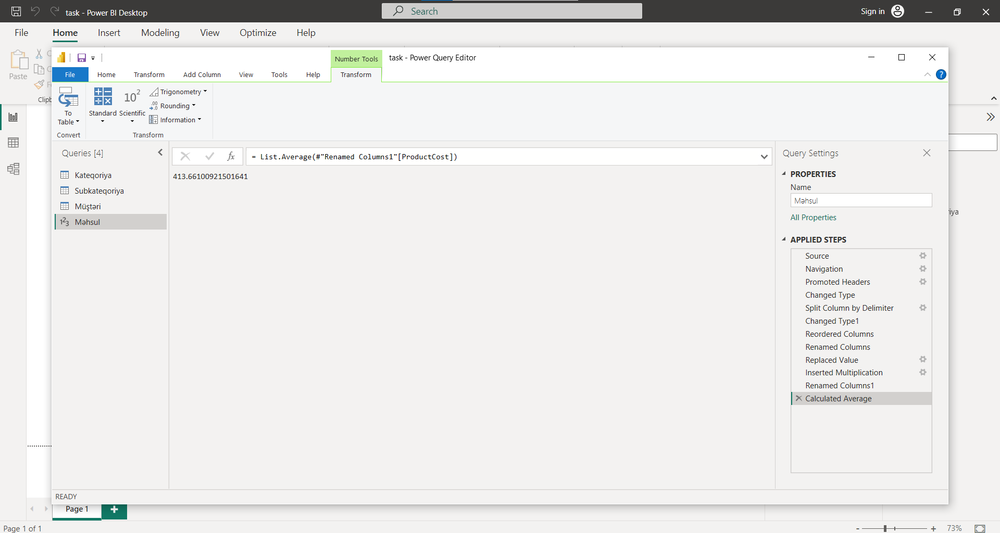 task - Power BI Desktop
Search
Sign in
File Home Insert Modeling View Optimize Help
Paste
Clipb
task - Power Query Editor
Number Tools
File Home Transform Add Column View Tools Help Transform
To Table
Standard
Scientific
Trigonometry
Rounding
Information
Convert
Transform
Queries [4]
Kateqoriya
Subkateqoriya
Müştəri
Məhsul
= List.Average(#"Renamed Columns1"[ProductCost])
413.66100921501641
Query Settings
PROPERTIES
Name
Məhsul
All Properties
APPLIED STEPS
Source
Navigation
Promoted Headers
Changed Type
Split Column by Delimiter
Changed Type1
Reordered Columns
Renamed Columns
Replaced Value
Inserted Multiplication
Renamed Columns1
Calculated Average
riya
READY
Page 1
Page 1 of 1
73%